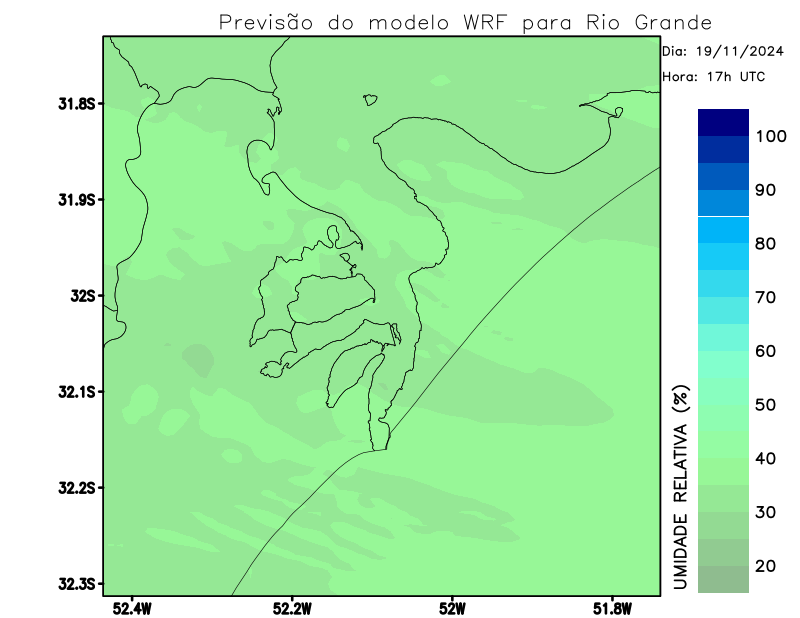 Previsão do modelo WRF para Rio Grande
Dia: 19/11/2024
Hora: 17h UTC
31.8S
31.9S
32S
32.1S
32.2S
32.3S
52.4W
52.2W
52W
51.8W
UMIDADE RELATIVA (%)
100
90
80
70
60
50
40
30
20